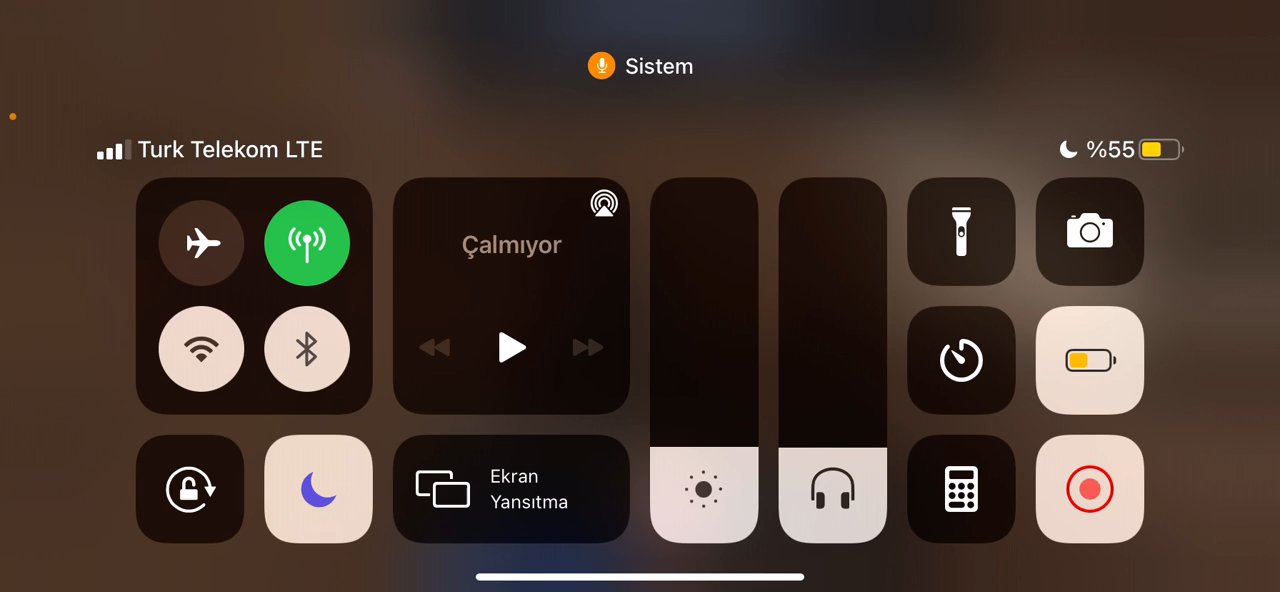 Sistem
Turk Telekom LTE
%55
Çalmıyor
Ekran
Yansıtma